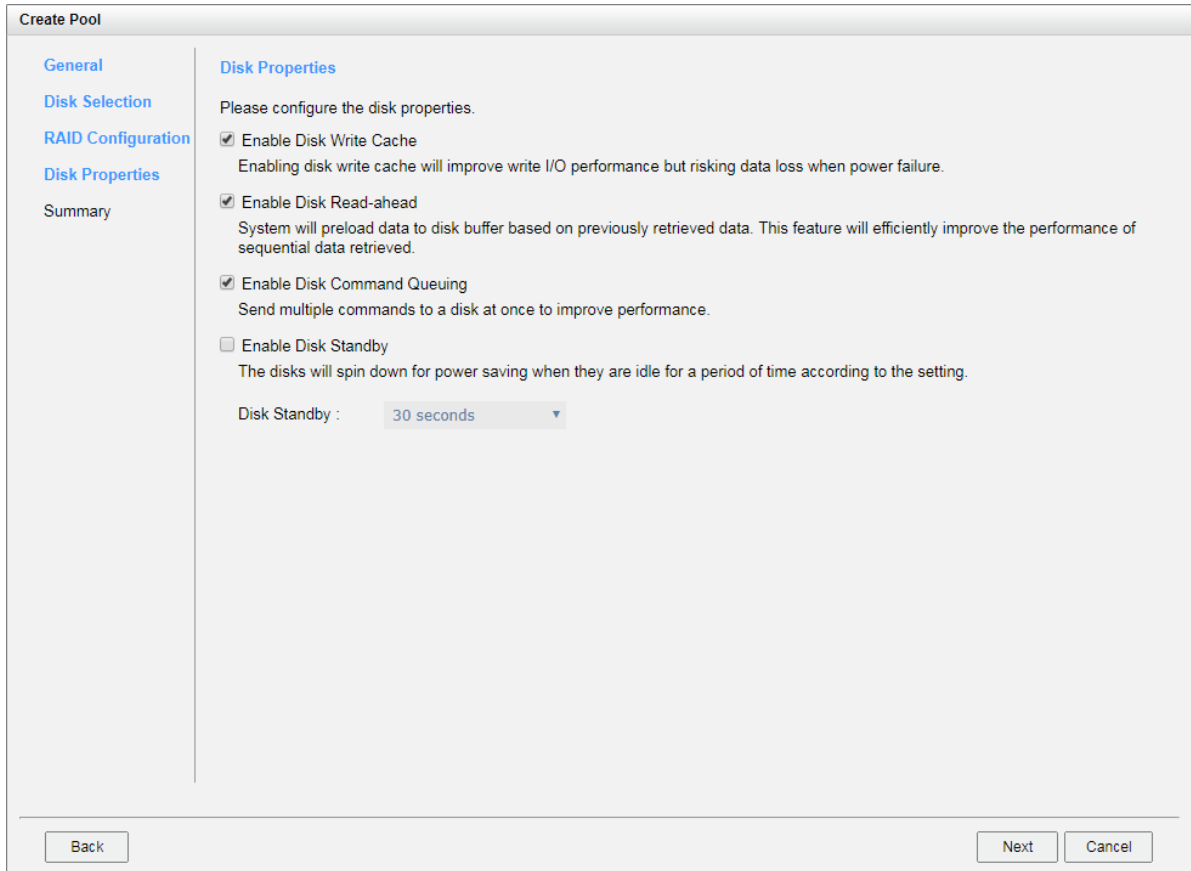 Create Pool
General
Disk Selection
RAID Configuration
Disk Properties
Summary
Disk Properties
Please configure the disk properties.
Enable Disk Write Cache
Enabling disk write cache will improve write I/O performance but risking data loss when power failure.
Enable Disk Read-ahead
System will preload data to disk buffer based on previously retrieved data. This feature will efficiently improve the performance of
sequential data retrieved.
Enable Disk Command Queuing
Send multiple commands to a disk at once to improve performance.
Enable Disk Standby
The disks will spin down for power saving when they are idle for a period of time according to the setting.
Disk Standby : 30 seconds
Back Next Cancel